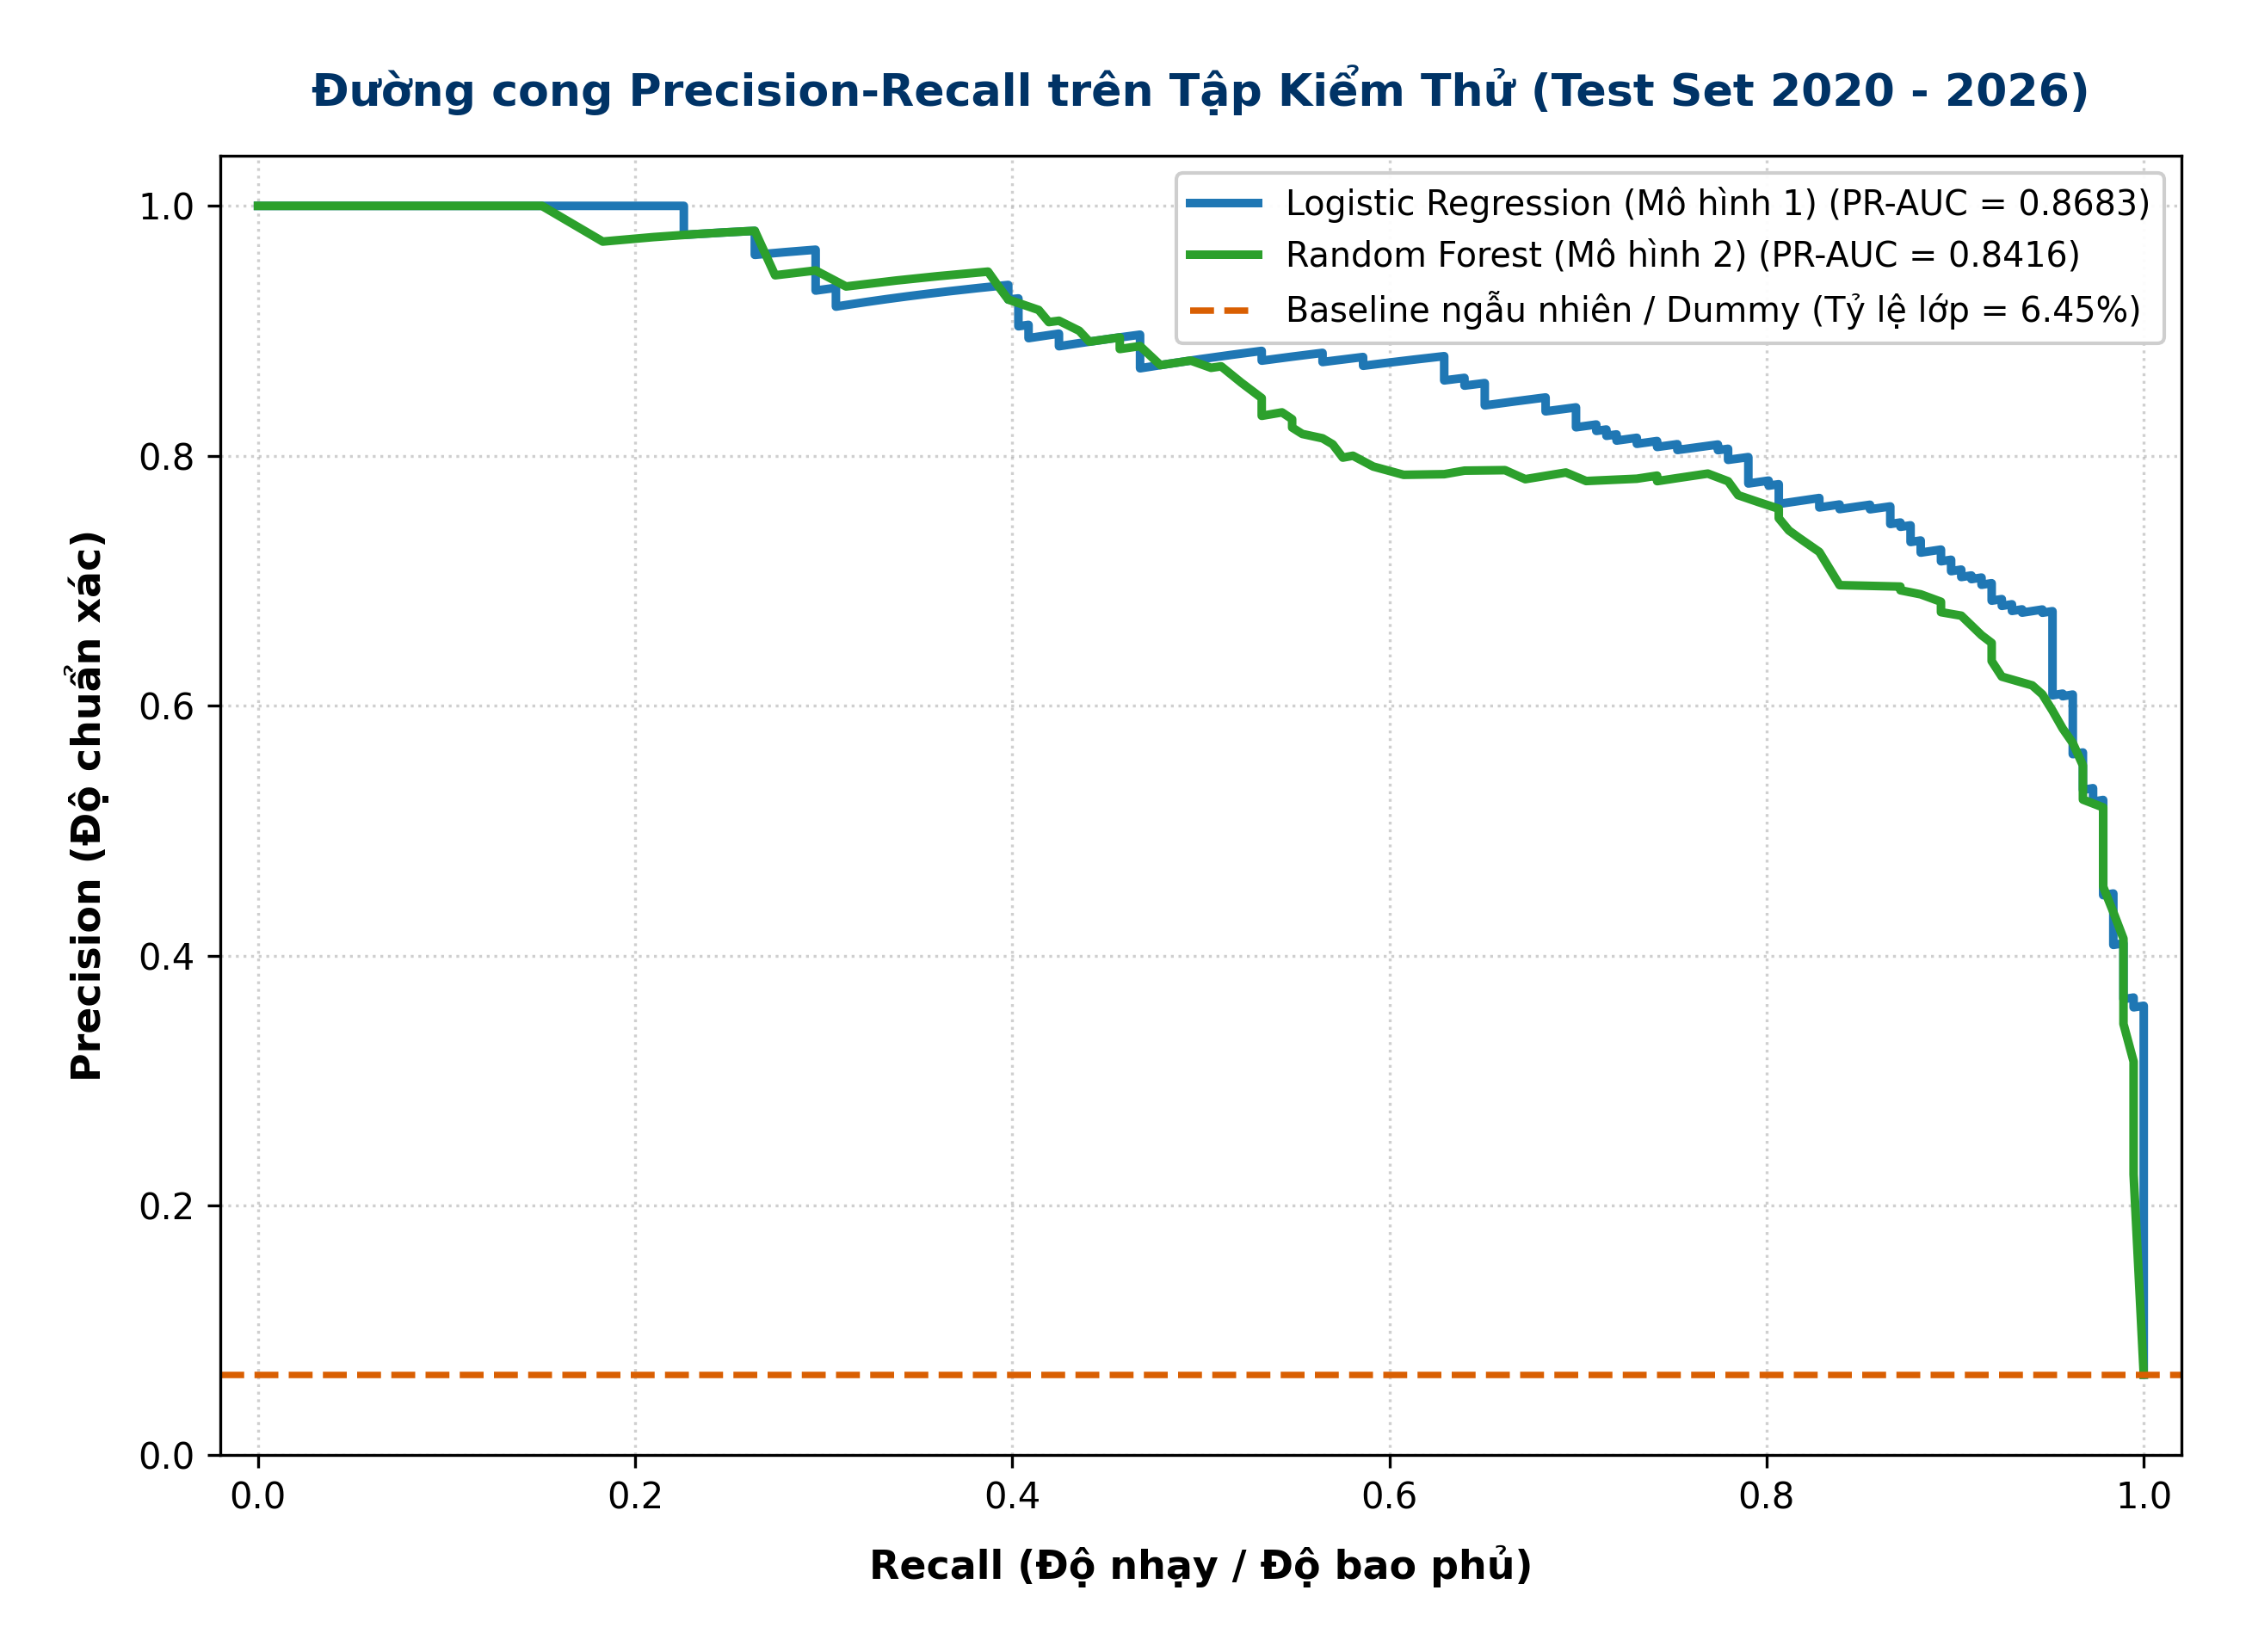 Đường cong Precision-Recall trên Tập Kiểm Thử (Test Set 2020 - 2026)
Logistic Regression (Mô hình 1) (PR-AUC = 0.8683)
Random Forest (Mô hình 2) (PR-AUC = 0.8416)
Baseline ngẫu nhiên / Dummy (Tỷ lệ lớp = 6.45%)
Precision (Độ chuẩn xác)
1.0
0.8
0.6
0.4
0.2
0.0
0.0 0.2 0.4 0.6 0.8 1.0
Recall (Độ nhạy / Độ bao phủ)